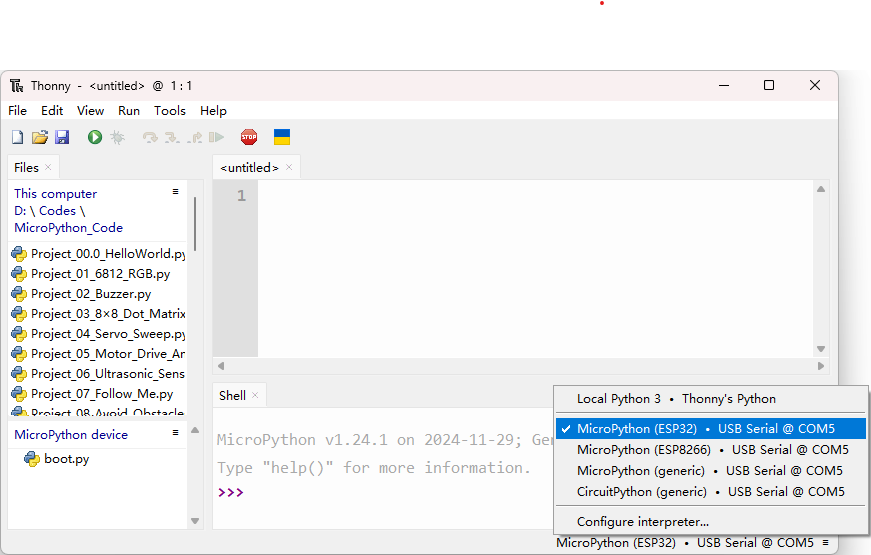 Thonny - <untitled> @ 1 : 1
File Edit View Run Tools Help
STOP
Files
<untitled>
This computer
D: \ Codes \
MicroPython_Code
1
Project_00.0_HelloWorld.py
Project_01_6812_RGB.py
Project_02_Buzzer.py
Project_03_8×8_Dot_Matrix
Project_04_Servo_Sweep.py
Project_05_Motor_Drive_Ar
Project_06_Ultrasonic_Sens
Project_07_Follow_Me.py
Project_08-Avoid_Obstacle
MicroPython device
boot.py
Shell
MicroPython v1.24.1 on 2024-11-29; Ger
Type "help()" for more information.
>>>
Local Python 3 • Thonny's Python
MicroPython (ESP32) • USB Serial @ COM5
MicroPython (ESP8266) • USB Serial @ COM5
MicroPython (generic) • USB Serial @ COM5
CircuitPython (generic) • USB Serial @ COM5
Configure interpreter...
MicroPython (ESP32) • USB Serial @ COM5